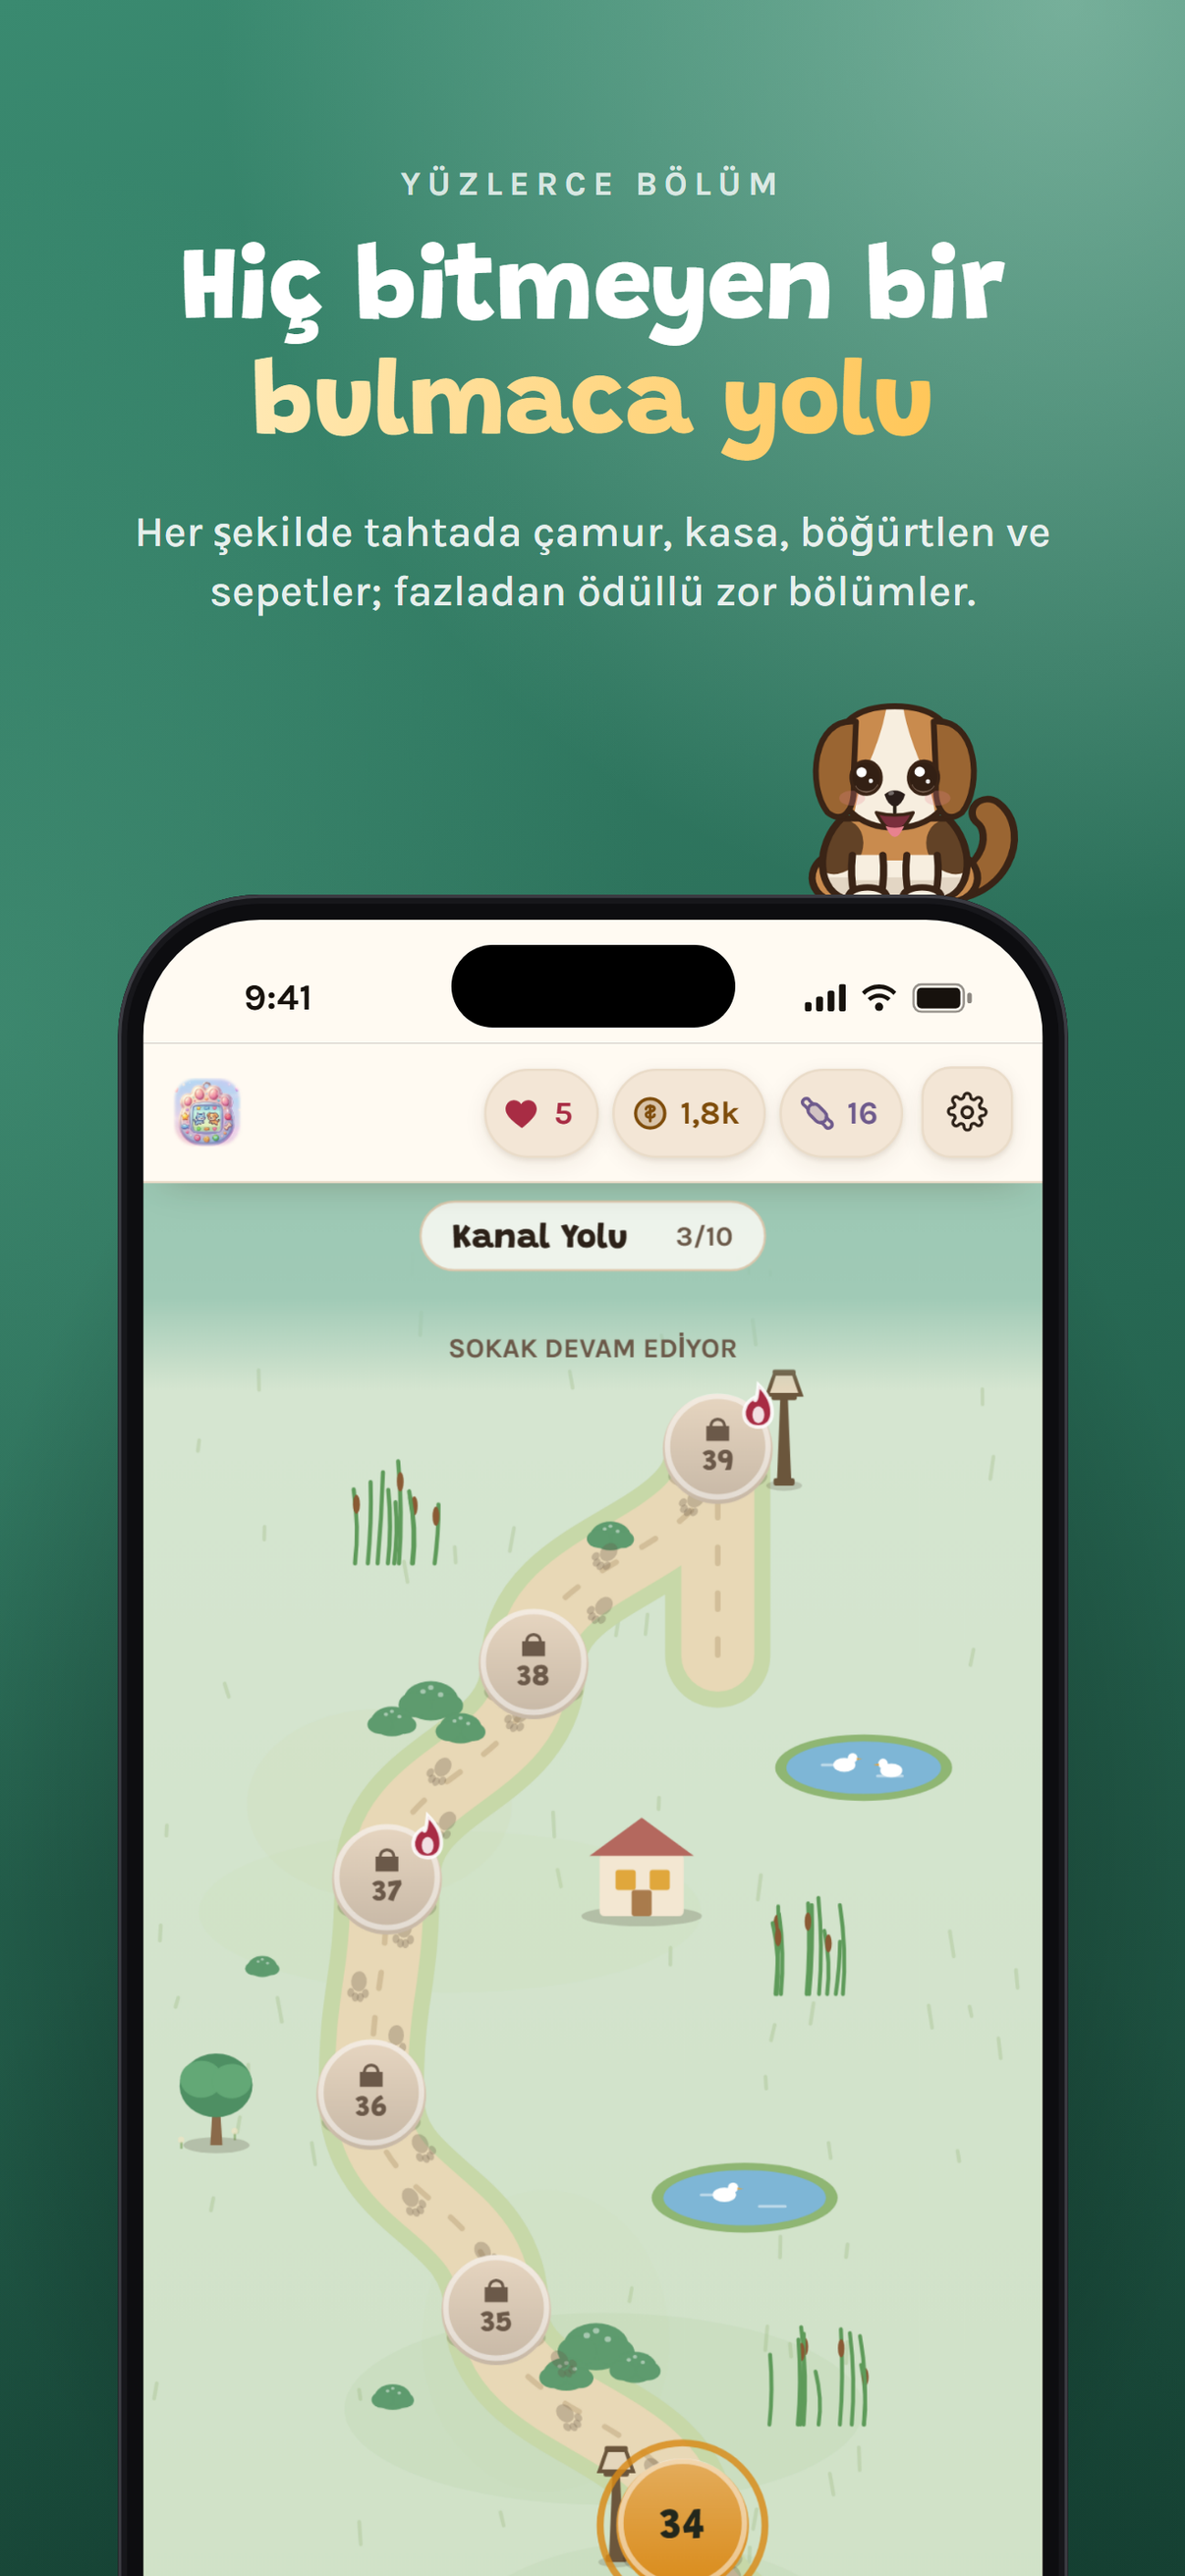 YÜZLERCE BÖLÜM
Hiç bitmeyen bir
bulmaca yolu
Her şekilde tahtada çamur, kasa, böğürtlen ve
sepetler; fazladan ödüllü zor bölümler.
9:41
5 1,8k 16
Kanal Yolu 3/10
SOKAK DEVAM EDİYOR
39
38
37
36
35
34